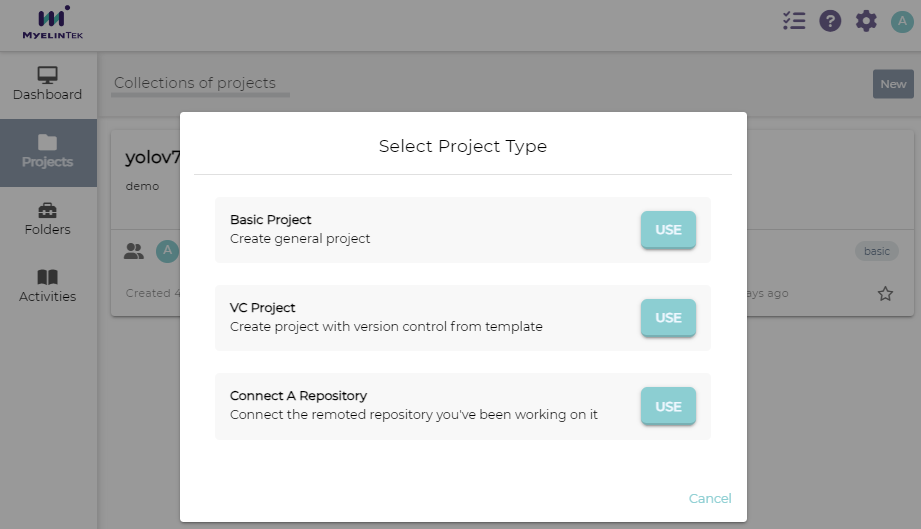 MYELINTEK
A
Dashboard
Collections of projects
New
Projects
Folders
Activities
yolov7
demo
A
basic
Created 4
ays ago
Select Project Type
Basic Project
Create general project
USE
VC Project
Create project with version control from template
USE
Connect A Repository
Connect the remoted repository you've been working on it
USE
Cancel